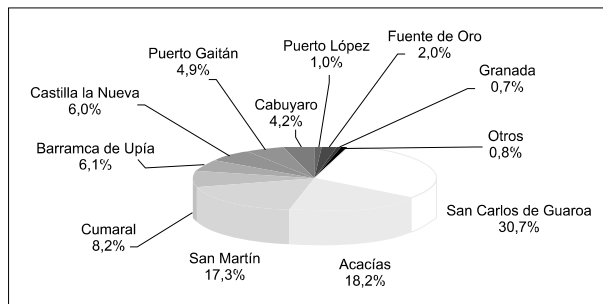 Puerto López
1,0%
Fuente de Oro
2,0%
Puerto Gaitán
4,9%
Granada
0,7%
Castilla la Nueva
6,0%
Cabuyaro
4,2%
Otros
0,8%
Barramca de Upía
6,1%
San Carlos de Guaroa
30,7%
Cumaral
8,2%
San Martín
17,3%
Acacías
18,2%